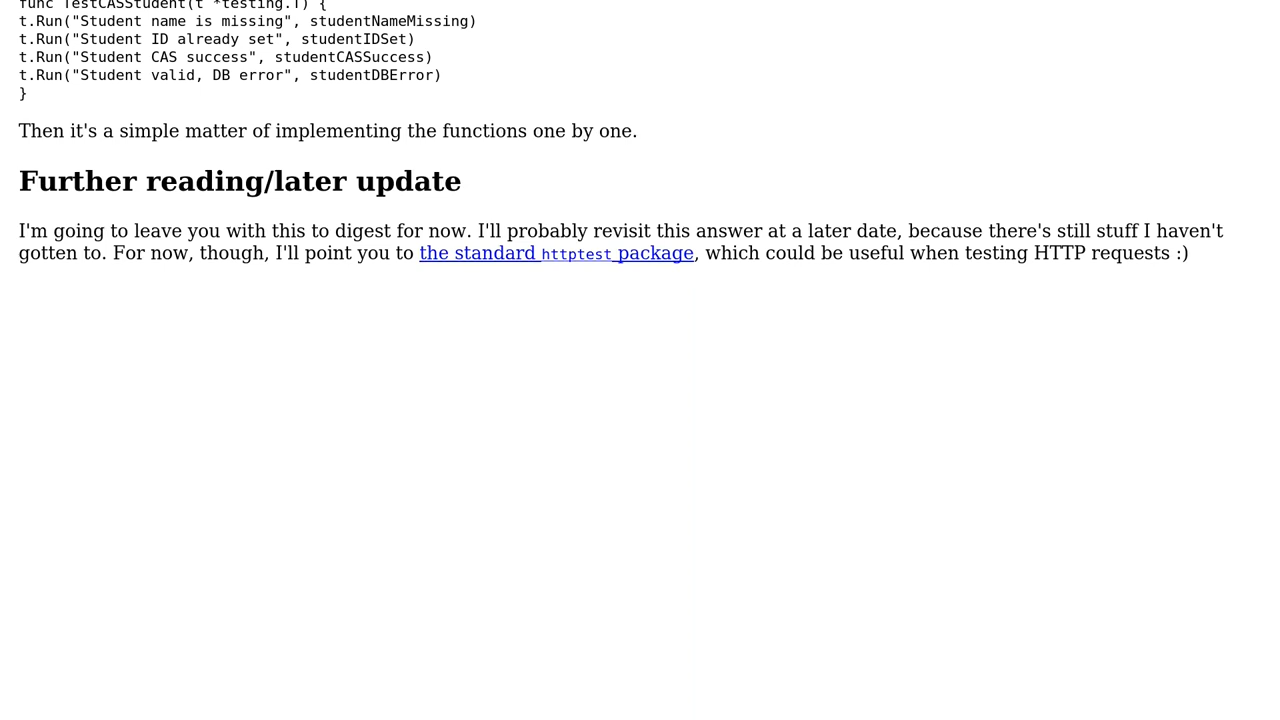 func TestCASStudent(t *testing.T) {
t.Run("Student name is missing", studentNameMissing)
t.Run("Student ID already set", studentIDSet)
t.Run("Student CAS success", studentCASSuccess)
t.Run("Student valid, DB error", studentDBError)
}
Then it's a simple matter of implementing the functions one by one.
Further reading/later update
I'm going to leave you with this to digest for now. I'll probably revisit this answer at a later date, because there's still stuff I haven't
gotten to. For now, though, I'll point you to the standard httptest package, which could be useful when testing HTTP requests :)